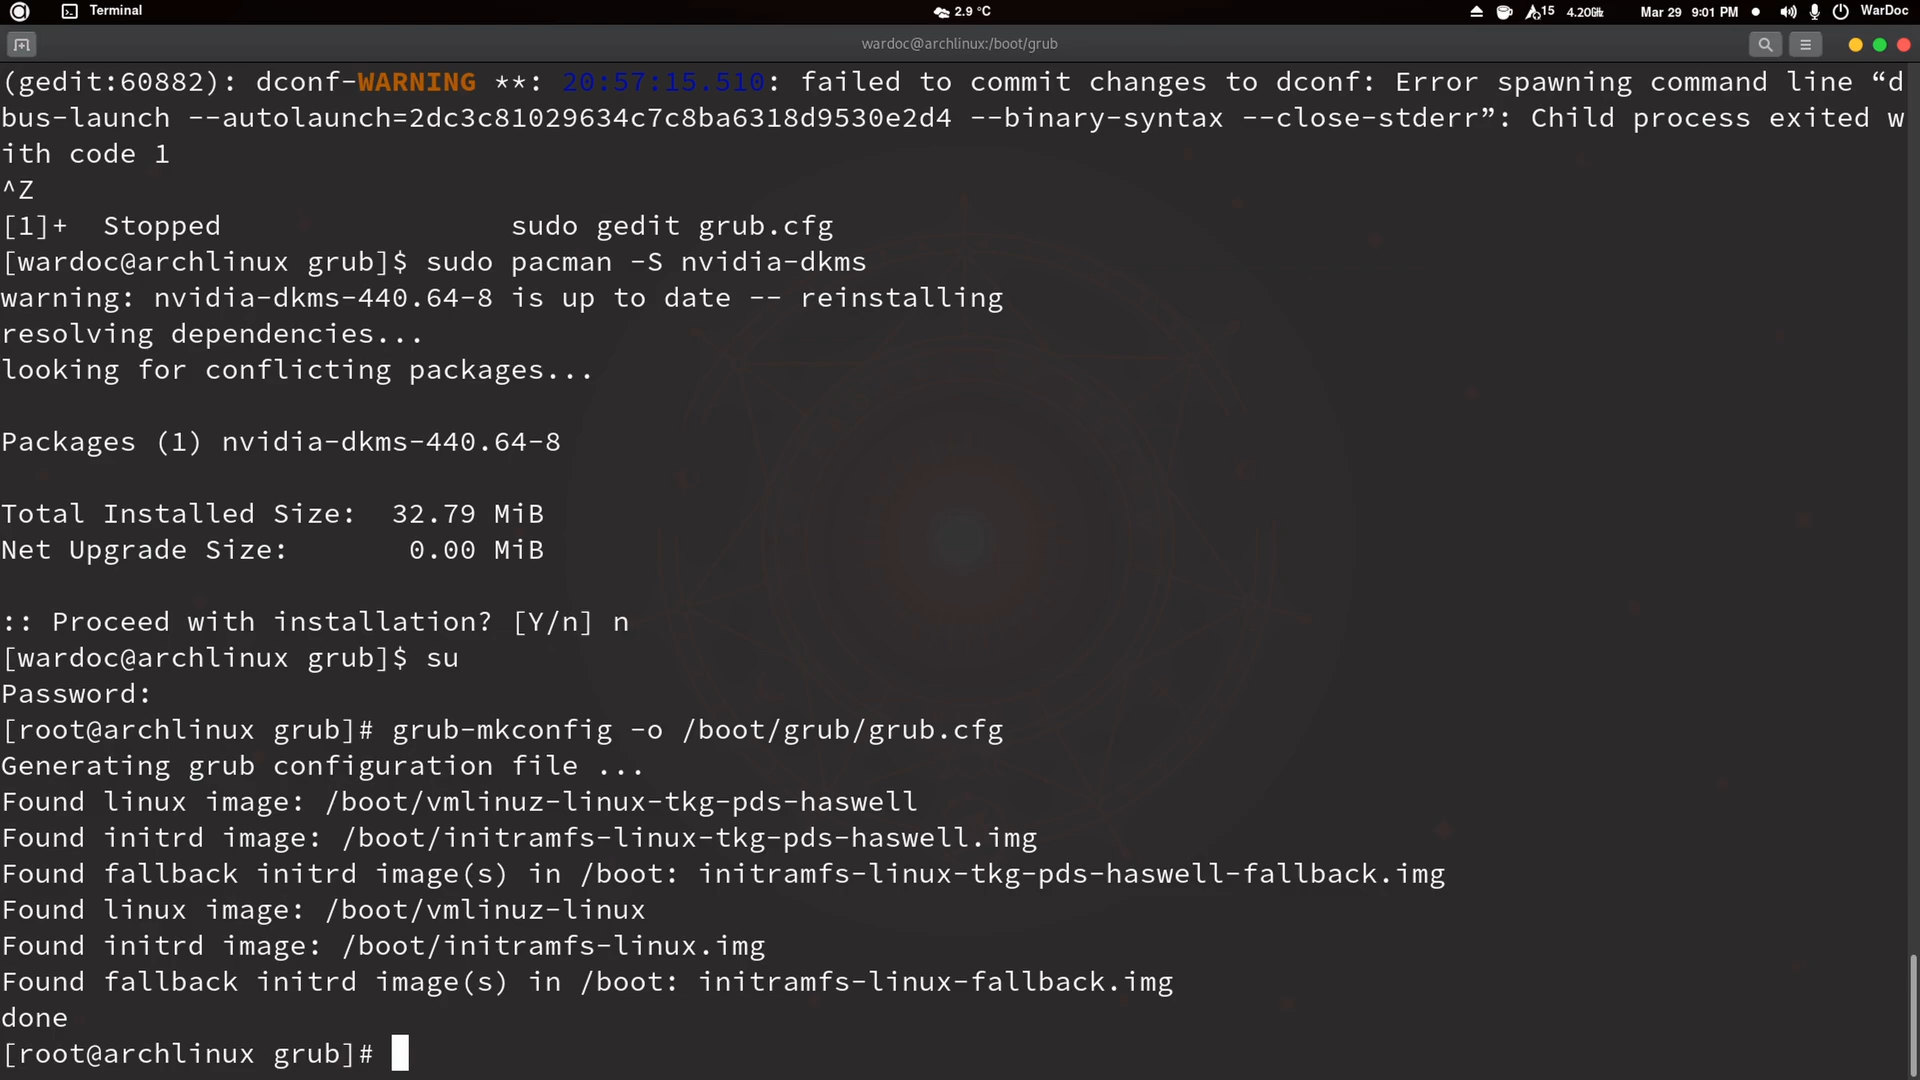 Terminal
2.9 °C
15
4.20GHz
Mar 29 9:01 PM
WarDoc
wardoc@archlinux:/boot/grub
(gedit:60882): dconf-WARNING **: 20:57:15.510: failed to commit changes to dconf: Error spawning command line “d
bus-launch --autolaunch=2dc3c81029634c7c8ba6318d9530e2d4 --binary-syntax --close-stderr”: Child process exited w
ith code 1
^Z
[1]+  Stopped                 sudo gedit grub.cfg
[wardoc@archlinux grub]$ sudo pacman -S nvidia-dkms
warning: nvidia-dkms-440.64-8 is up to date -- reinstalling
resolving dependencies...
looking for conflicting packages...
Packages (1) nvidia-dkms-440.64-8
Total Installed Size:  32.79 MiB
Net Upgrade Size:       0.00 MiB
:: Proceed with installation? [Y/n] n
[wardoc@archlinux grub]$ su
Password:
[root@archlinux grub]# grub-mkconfig -o /boot/grub/grub.cfg
Generating grub configuration file ...
Found linux image: /boot/vmlinuz-linux-tkg-pds-haswell
Found initrd image: /boot/initramfs-linux-tkg-pds-haswell.img
Found fallback initrd image(s) in /boot: initramfs-linux-tkg-pds-haswell-fallback.img
Found linux image: /boot/vmlinuz-linux
Found initrd image: /boot/initramfs-linux.img
Found fallback initrd image(s) in /boot: initramfs-linux-fallback.img
done
[root@archlinux grub]#